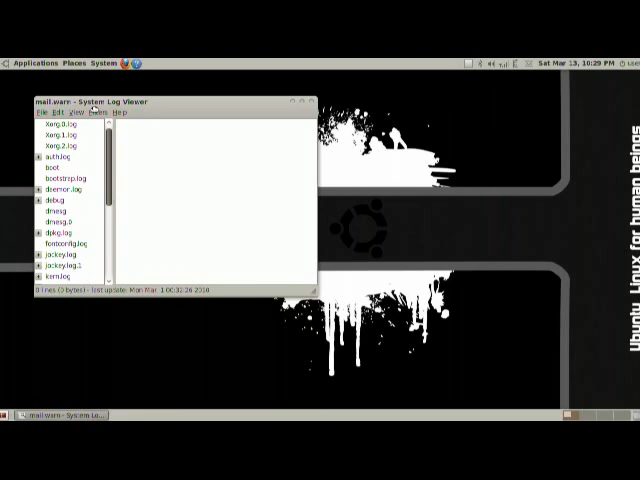 Applications Places System
Sat Mar 13, 10:29 PM
mail.warn - System Log Viewer
File Edit View Filters Help
Xorg.0.log
Xorg.1.log
Xorg.2.log
auth.log
boot
bootstrap.log
daemon.log
debug
dmesg
dmesg.0
dpkg.log
fontconfig.log
jockey.log
jockey.log.1
kern.log
0 lines (0 bytes) - last update: Mon Mar 1 00:32:26 2010
Ubuntu, Linux for human beings
mail.warn - System Lo...